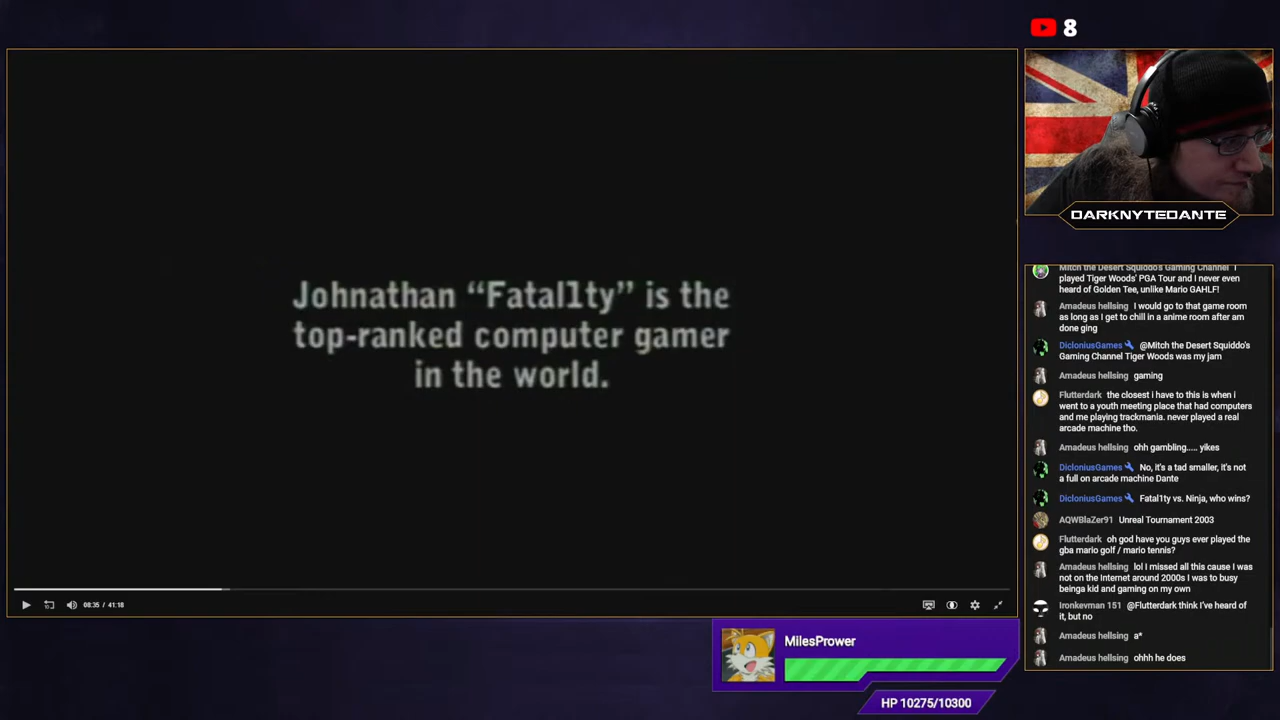 8
Johnathan “Fatal1ty” is the
top-ranked computer gamer
in the world.
08:35 / 41:18
DARKNYTEDANTE
Mitch the Desert Squiddo's Gaming Channel I
played Tiger Woods' PGA Tour and I never even
heard of Golden Tee, unlike Mario GAHLF!
Amadeus hellsing I would go to that game room
as long as I get to chill in a anime room after am
done ging
DicloniusGames @Mitch the Desert Squiddo's
Gaming Channel Tiger Woods was my jam
Amadeus hellsing gaming
Flutterdark the closest i have to this is when i
went to a youth meeting place that had computers
and me playing trackmania. never played a real
arcade machine tho.
Amadeus hellsing ohh gambling..... yikes
DicloniusGames No, it's a tad smaller, it's not
a full on arcade machine Dante
DicloniusGames Fatal1ty vs. Ninja, who wins?
AQWBlaZer91 Unreal Tournament 2003
Flutterdark oh god have you guys ever played the
gba mario golf / mario tennis?
Amadeus hellsing lol I missed all this cause I was
not on the Internet around 2000s I was to busy
beinga kid and gaming on my own
Ironkevman 151 @Flutterdark think I've heard of
it, but no
Amadeus hellsing a*
Amadeus hellsing ohhh he does
MilesPrower
HP 10275/10300